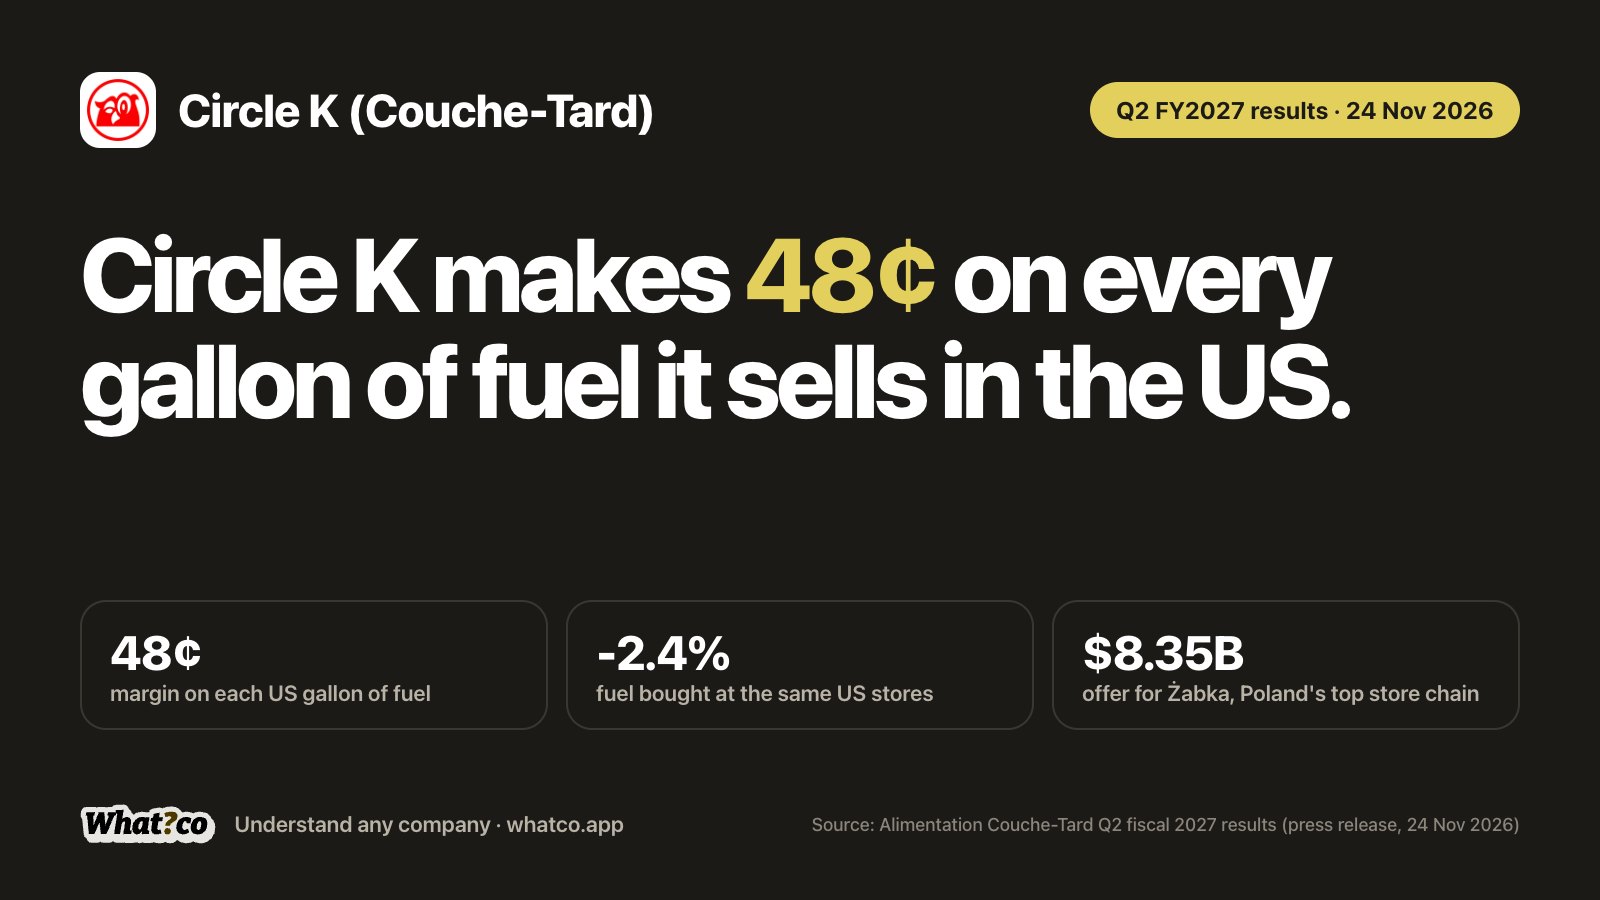 Circle K (Couche-Tard)
Q2 FY2027 results · 24 Nov 2026
Circle K makes 48¢ on every
gallon of fuel it sells in the US.
48¢
margin on each US gallon of fuel
-2.4%
fuel bought at the same US stores
$8.35B
offer for Żabka, Poland's top store chain
What?co
Understand any company · whatco.app
Source: Alimentation Couche-Tard Q2 fiscal 2027 results (press release, 24 Nov 2026)